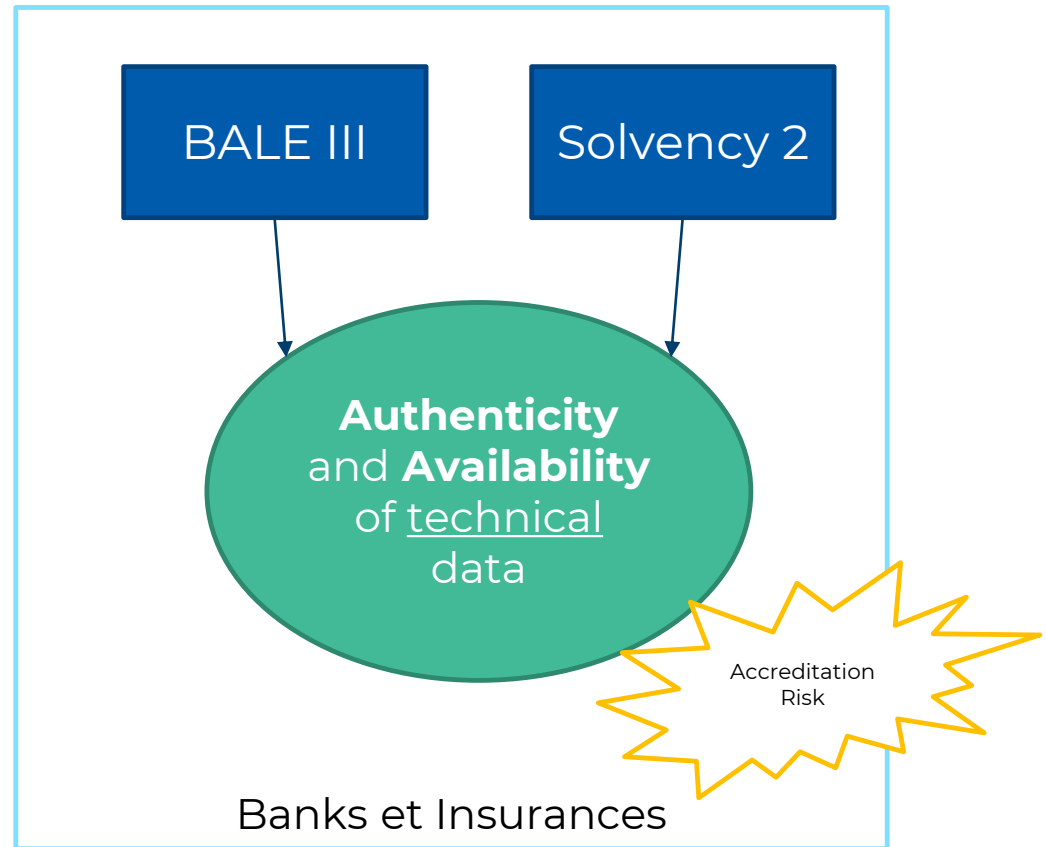 BALE III
Solvency 2
Authenticity
and Availability
of technical
data
Accreditation
Risk
Banks et Insurances